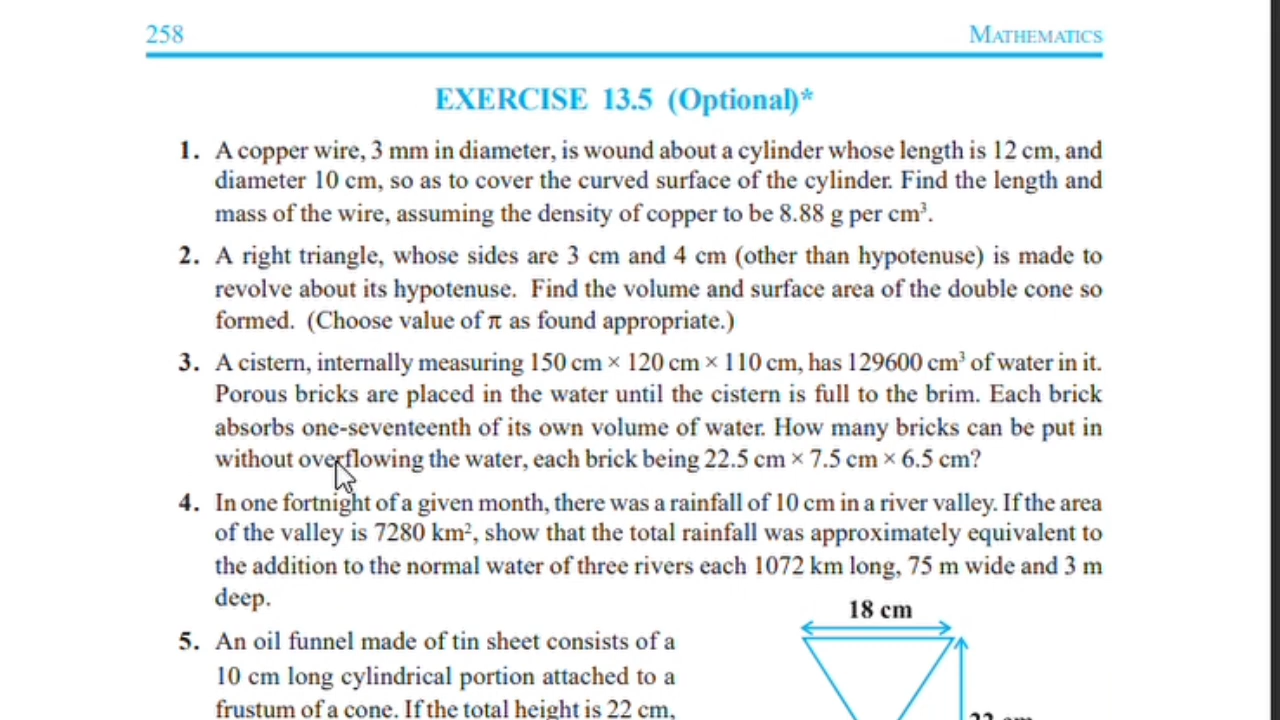 258
MATHEMATICS
EXERCISE 13.5 (Optional)*
1. A copper wire, 3 mm in diameter, is wound about a cylinder whose length is 12 cm, and
diameter 10 cm, so as to cover the curved surface of the cylinder. Find the length and
mass of the wire, assuming the density of copper to be 8.88 g per cm³.
2. A right triangle, whose sides are 3 cm and 4 cm (other than hypotenuse) is made to
revolve about its hypotenuse. Find the volume and surface area of the double cone so
formed. (Choose value of π as found appropriate.)
3. A cistern, internally measuring 150 cm × 120 cm × 110 cm, has 129600 cm³ of water in it.
Porous bricks are placed in the water until the cistern is full to the brim. Each brick
absorbs one-seventeenth of its own volume of water. How many bricks can be put in
without overflowing the water, each brick being 22.5 cm × 7.5 cm × 6.5 cm?
4. In one fortnight of a given month, there was a rainfall of 10 cm in a river valley. If the area
of the valley is 7280 km², show that the total rainfall was approximately equivalent to
the addition to the normal water of three rivers each 1072 km long, 75 m wide and 3 m
deep.
18 cm
5. An oil funnel made of tin sheet consists of a
10 cm long cylindrical portion attached to a
frustum of a cone. If the total height is 22 cm,